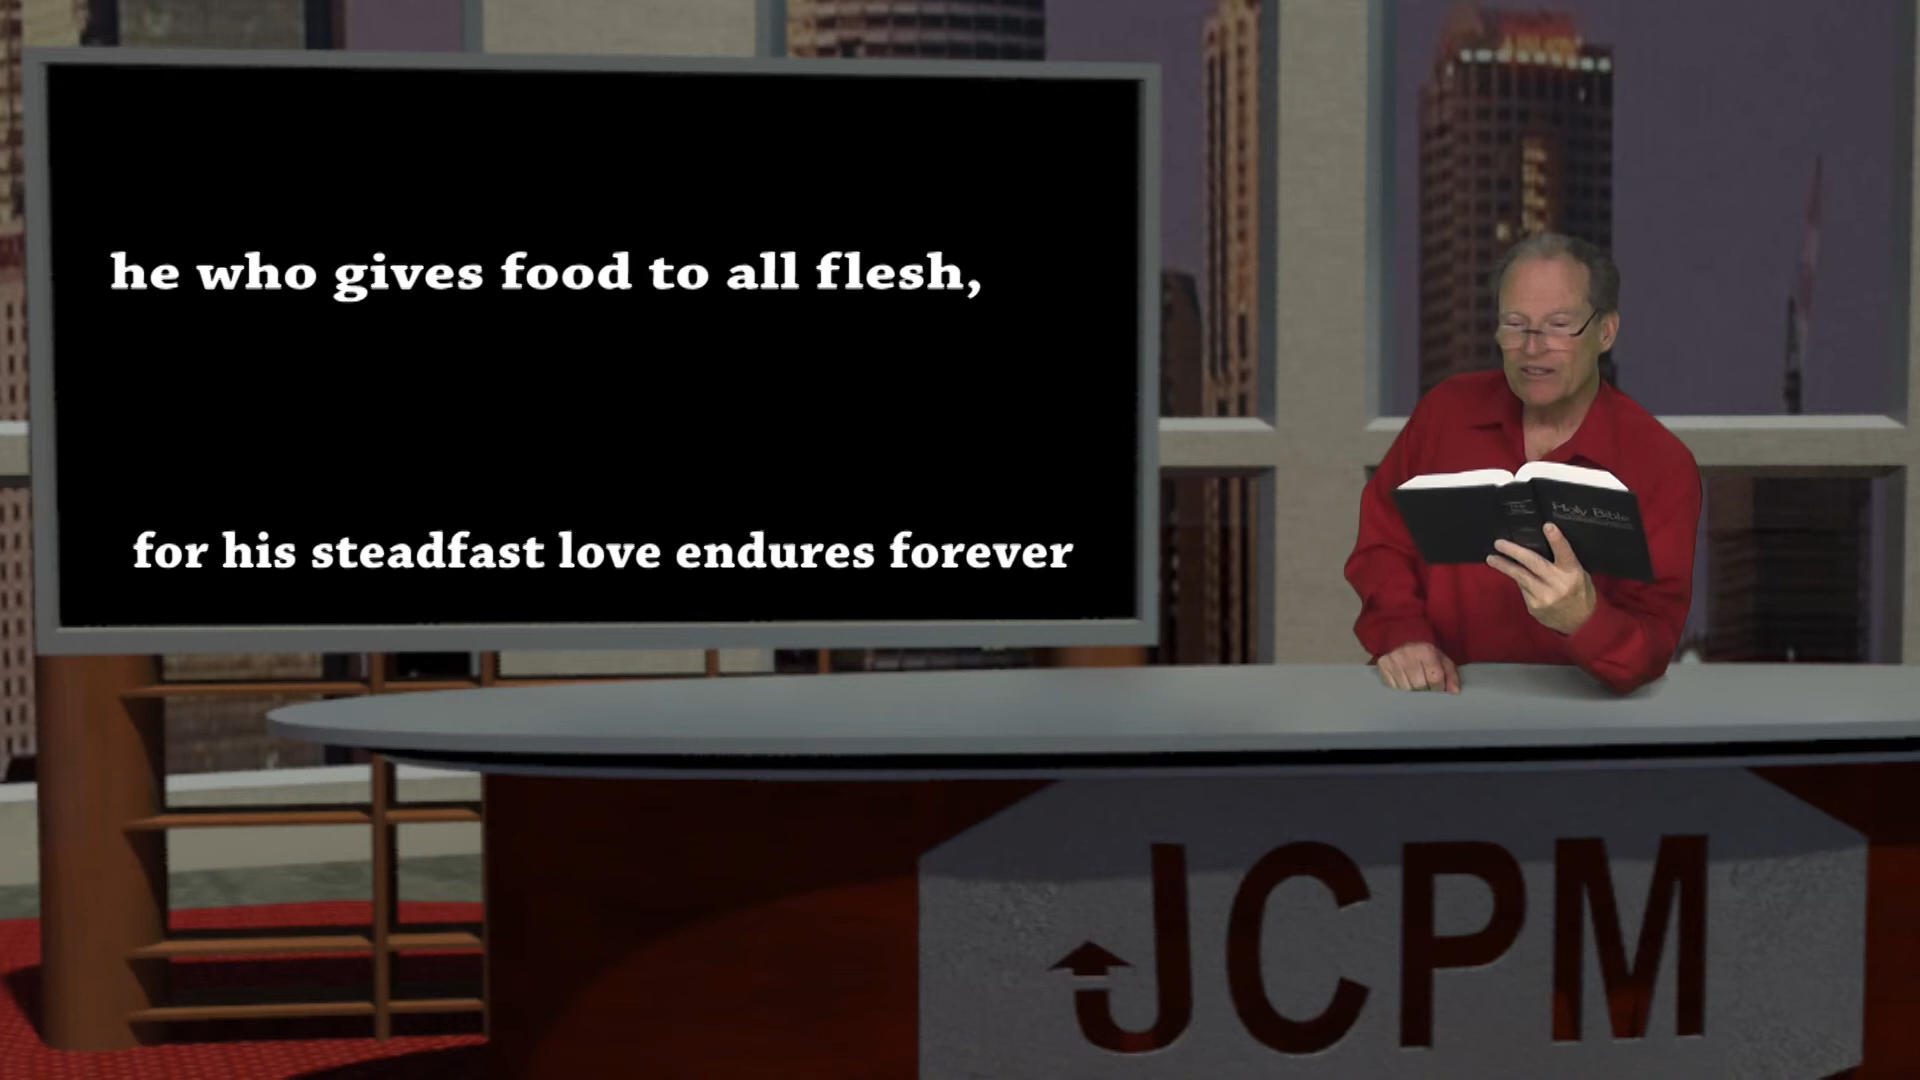 he who gives food to all flesh,
for his steadfast love endures forever
Holy Bible
JCPM